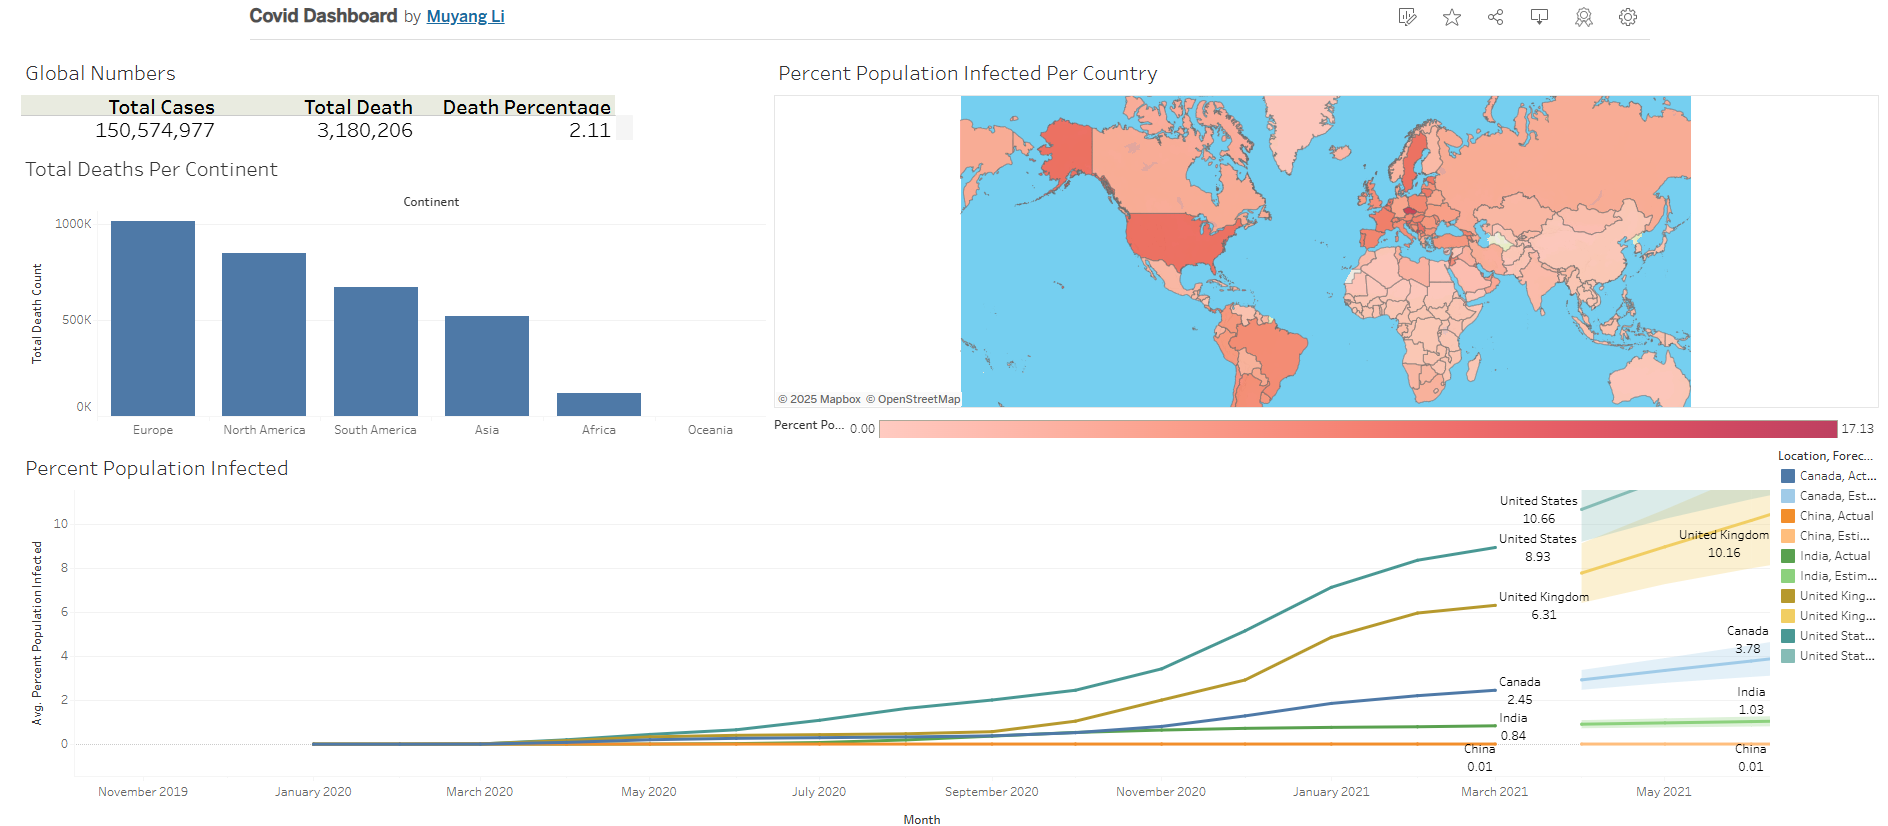 Covid Dashboard by Muyang Li
Global Numbers
Total Cases Total Death Death Percentage
150,574,977 3,180,206 2.11
Total Deaths Per Continent
Continent
Total Death Count
1000K
500K
0K
Europe North America South America Asia Africa Oceania
Percent Population Infected Per Country
© 2025 Mapbox © OpenStreetMap
Percent Po... 0.00 17.13
Percent Population Infected
Avg. Percent Population Infected
10
8
6
4
2
0
United States
10.66
United States
8.93
United Kingdom
10.16
United Kingdom
6.31
Canada
3.78
Canada
2.45
India
1.03
India
0.84
China
0.01
China
0.01
November 2019 January 2020 March 2020 May 2020 July 2020 September 2020 November 2020 January 2021 March 2021 May 2021
Month
Location, Forec...
Canada, Act...
Canada, Est...
China, Actual
China, Esti...
India, Actual
India, Estim...
United King...
United King...
United Stat...
United Stat...